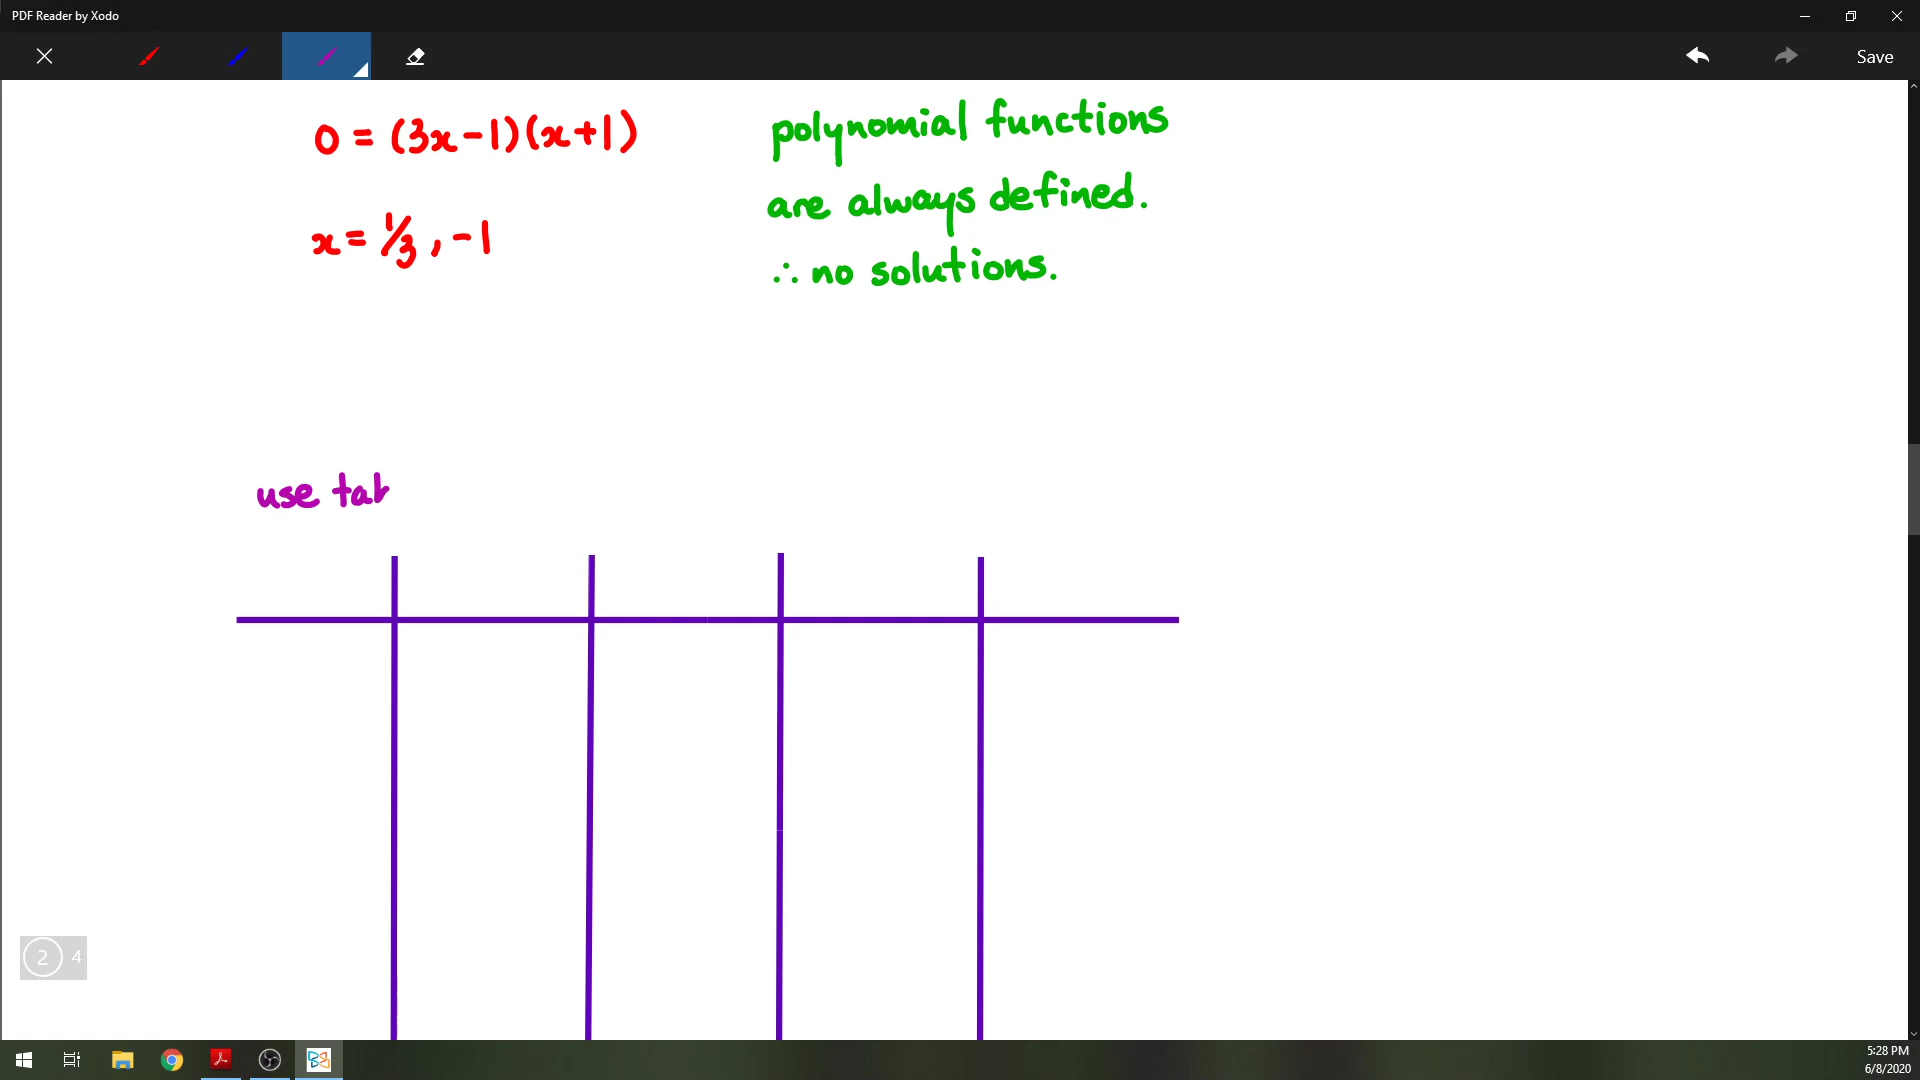 PDF Reader by Xodo
Save
0 = (3x-1)(x+1)
x = 1/3, -1
polynomial functions
are always defined.
∴ no solutions.
use tab
2 4
5:28 PM
6/8/2020